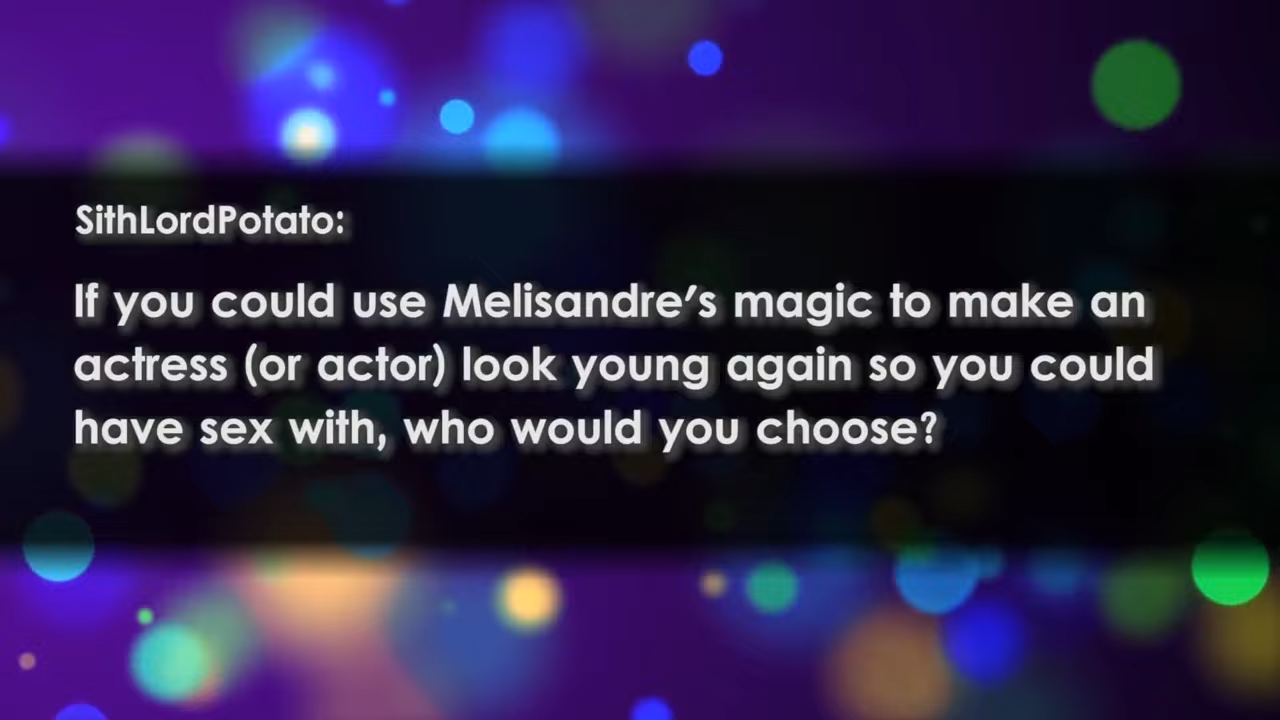 SithLordPotato:
If you could use Melisandre's magic to make an
actress (or actor) look young again so you could
have sex with, who would you choose?